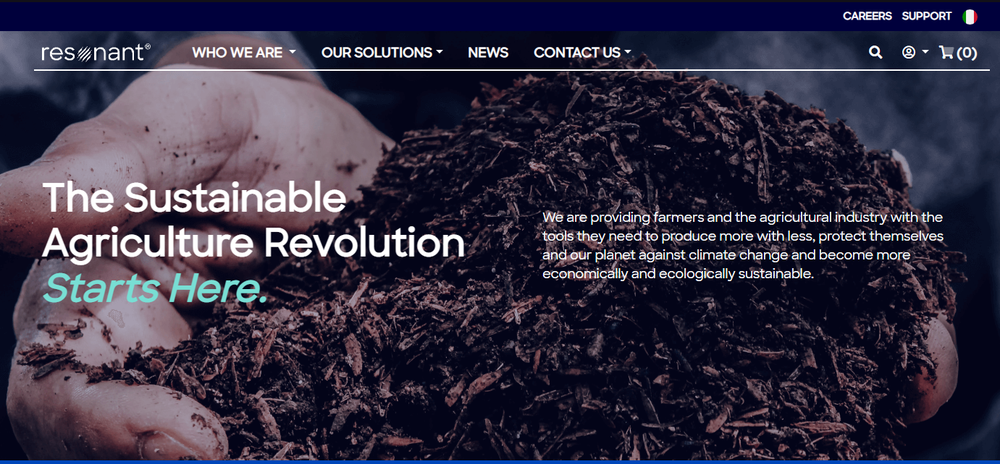 CAREERS SUPPORT
resonant®
WHO WE ARE OUR SOLUTIONS NEWS CONTACT US (0)
The Sustainable
Agriculture Revolution
Starts Here.
We are providing farmers and the agricultural industry with the
tools they need to produce more with less, protect themselves
and our planet against climate change and become more
economically and ecologically sustainable.